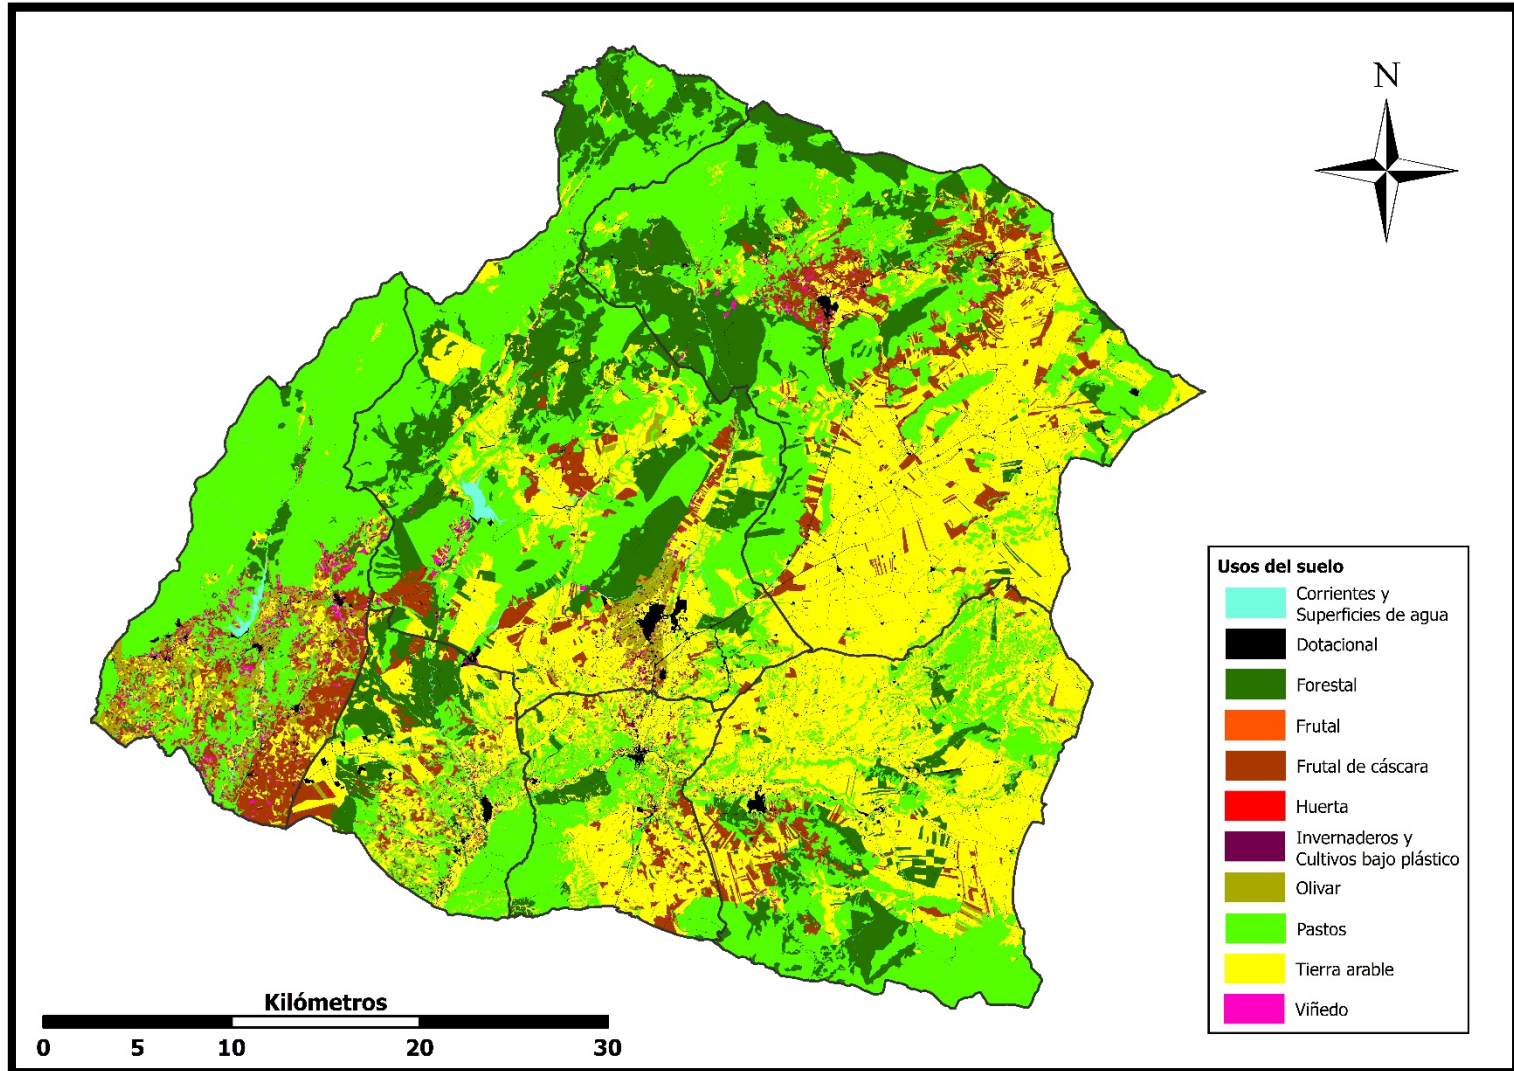 N
Usos del suelo
Corrientes y
Superficies de agua
Dotacional
Forestal
Frutal
Frutal de cáscara
Huerta
Invernaderos y
Cultivos bajo plástico
Olivar
Pastos
Tierra arable
Viñedo
Kilómetros
0 5 10 20 30